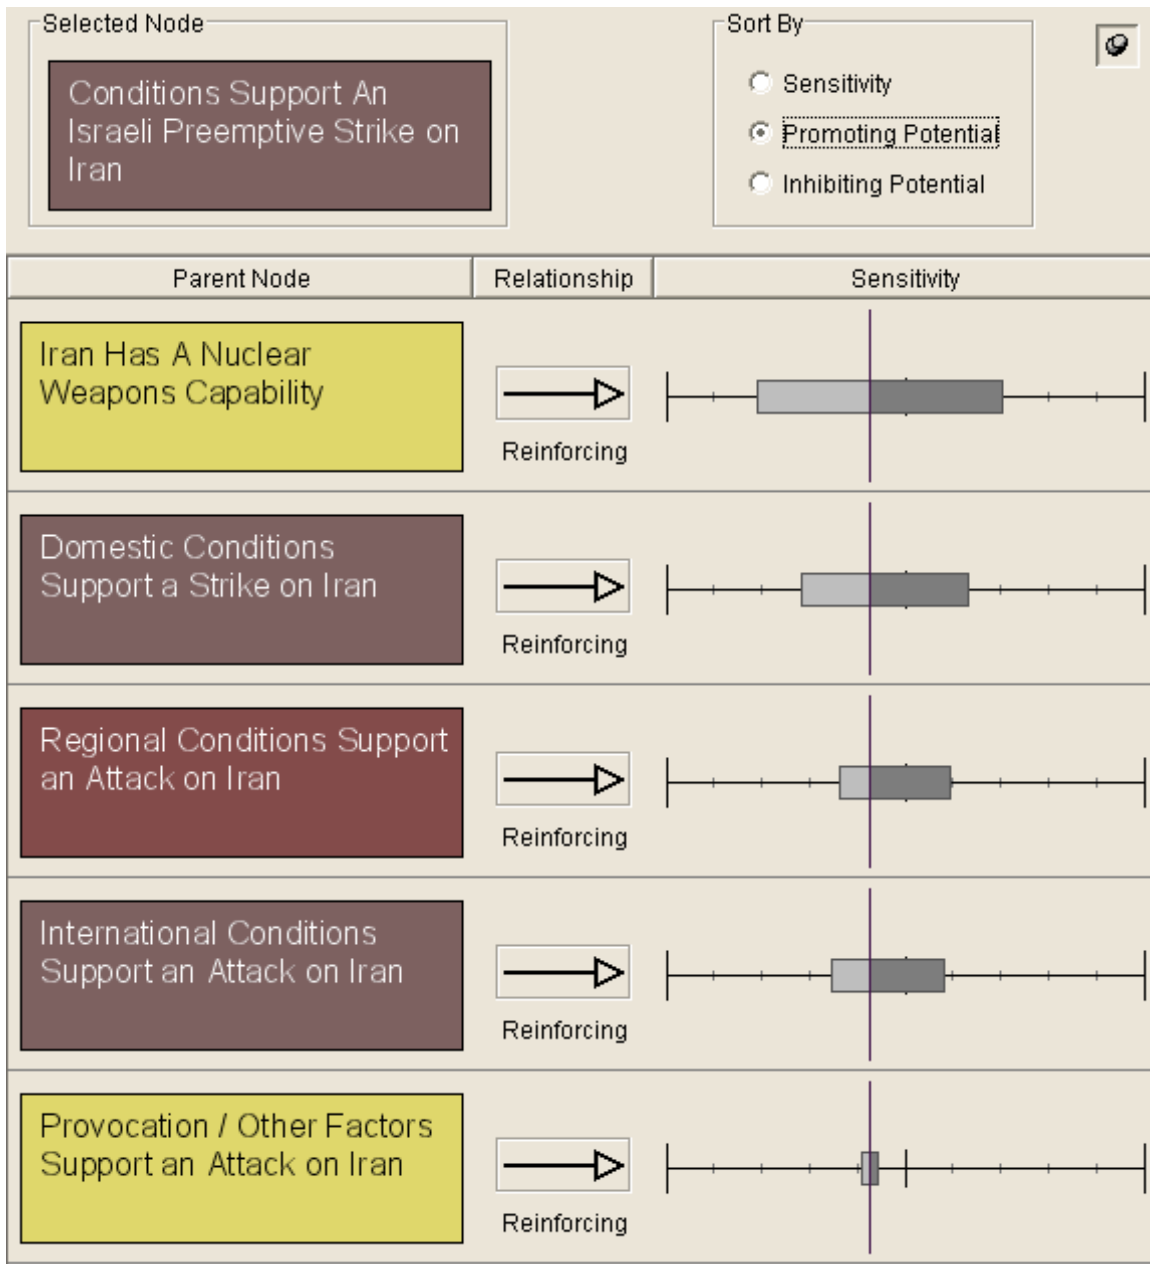 Selected Node
Sort By
Conditions Support An
Israeli Preemptive Strike on
Iran
Sensitivity
Promoting Potential
Inhibiting Potential
Parent Node
Relationship
Sensitivity
Iran Has A Nuclear
Weapons Capability
Reinforcing
Domestic Conditions
Support a Strike on Iran
Reinforcing
Regional Conditions Support
an Attack on Iran
Reinforcing
International Conditions
Support an Attack on Iran
Reinforcing
Provocation / Other Factors
Support an Attack on Iran
Reinforcing